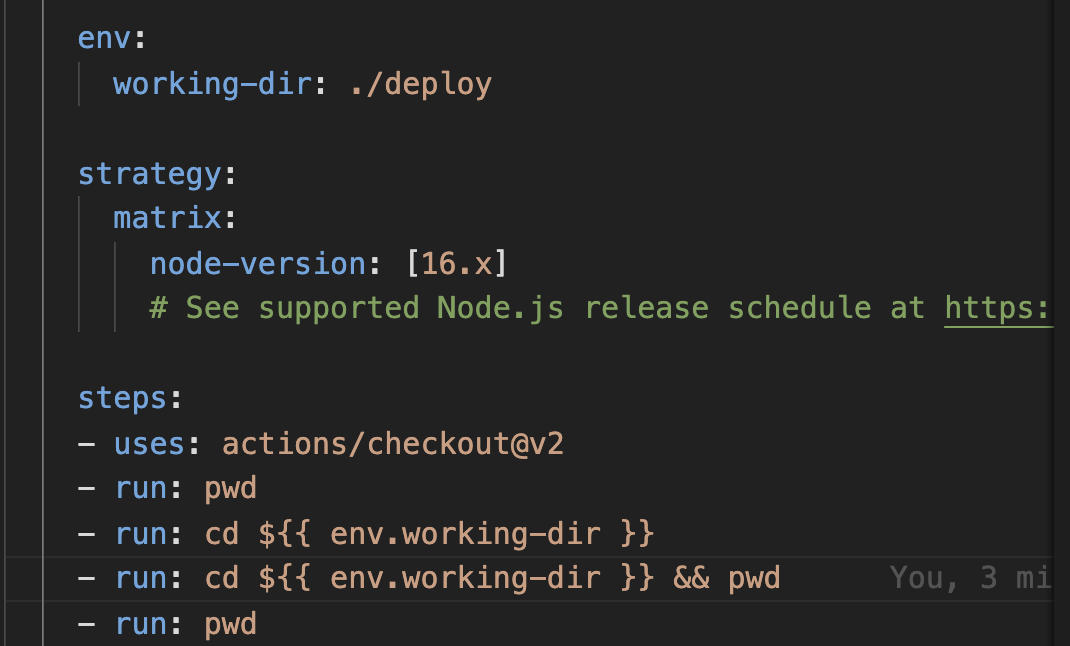 env:
working-dir: ./deploy
strategy:
matrix:
node-version: [16.x]
# See supported Node.js release schedule at https:
steps:
- uses: actions/checkout@v2
- run: pwd
- run: cd ${{ env.working-dir }}
- run: cd ${{ env.working-dir }} && pwd You, 3 mi
- run: pwd